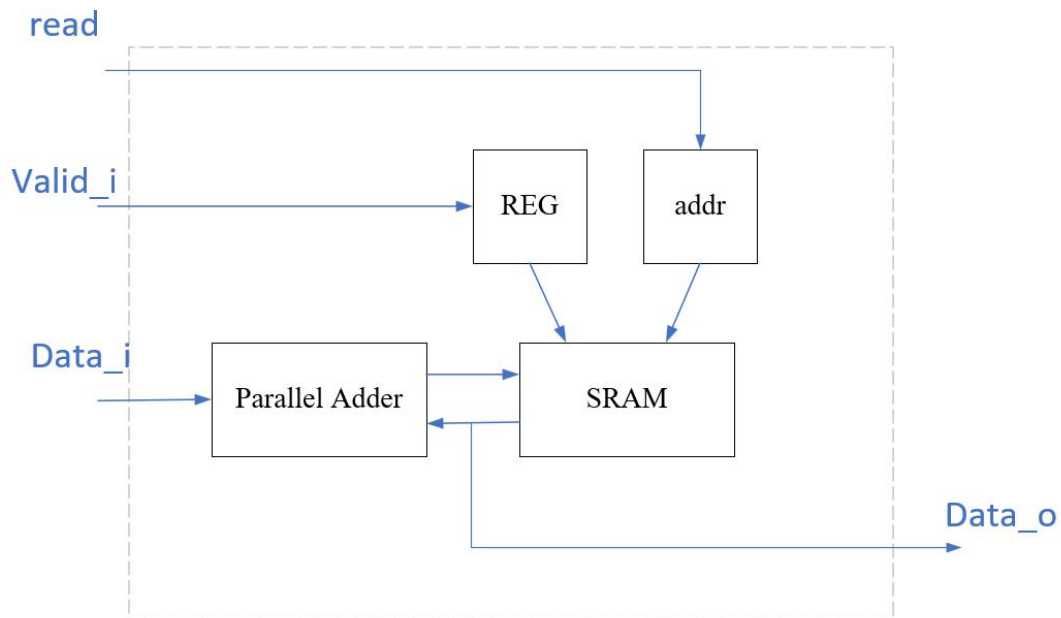 read
Valid_i
REG
addr
Data_i
Parallel Adder
SRAM
Data_o